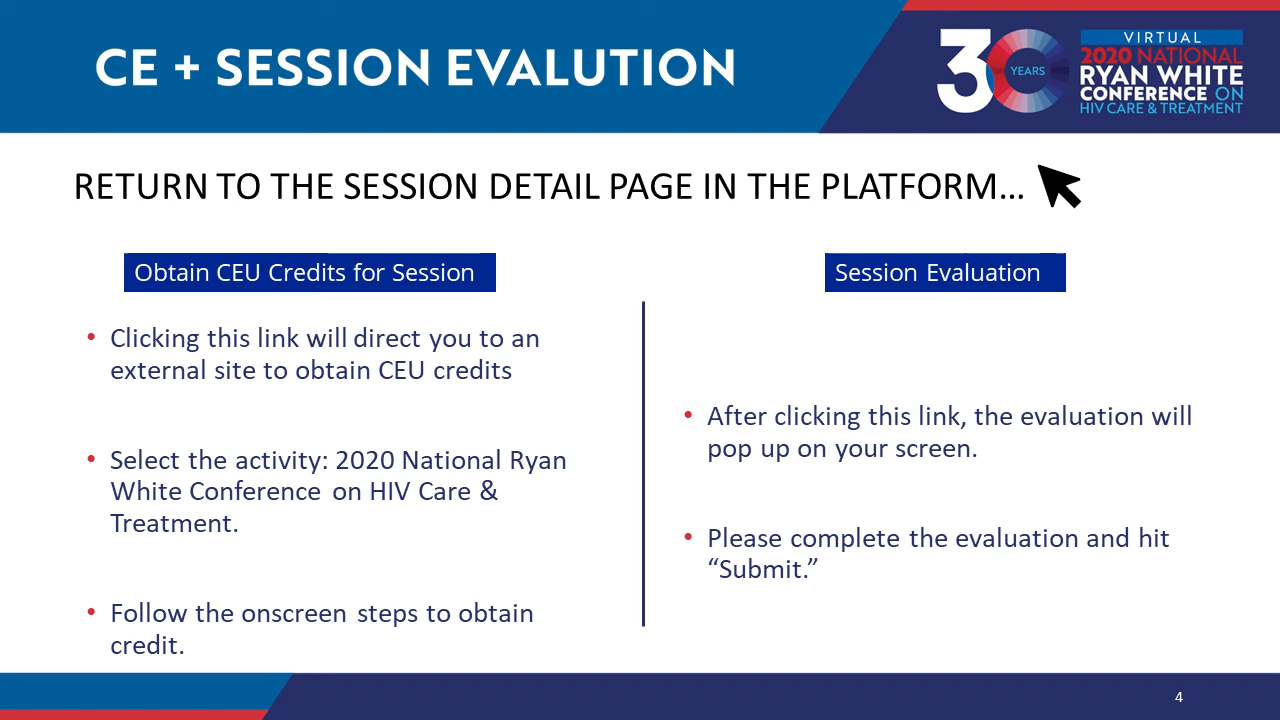 CE + SESSION EVALUTION
30 YEARS
VIRTUAL
2020 NATIONAL
RYAN WHITE
CONFERENCE ON
HIV CARE & TREATMENT
RETURN TO THE SESSION DETAIL PAGE IN THE PLATFORM...
Obtain CEU Credits for Session
• Clicking this link will direct you to an
external site to obtain CEU credits
• Select the activity: 2020 National Ryan
White Conference on HIV Care &
Treatment.
• Follow the onscreen steps to obtain
credit.
Session Evaluation
• After clicking this link, the evaluation will
pop up on your screen.
• Please complete the evaluation and hit
“Submit.”
4